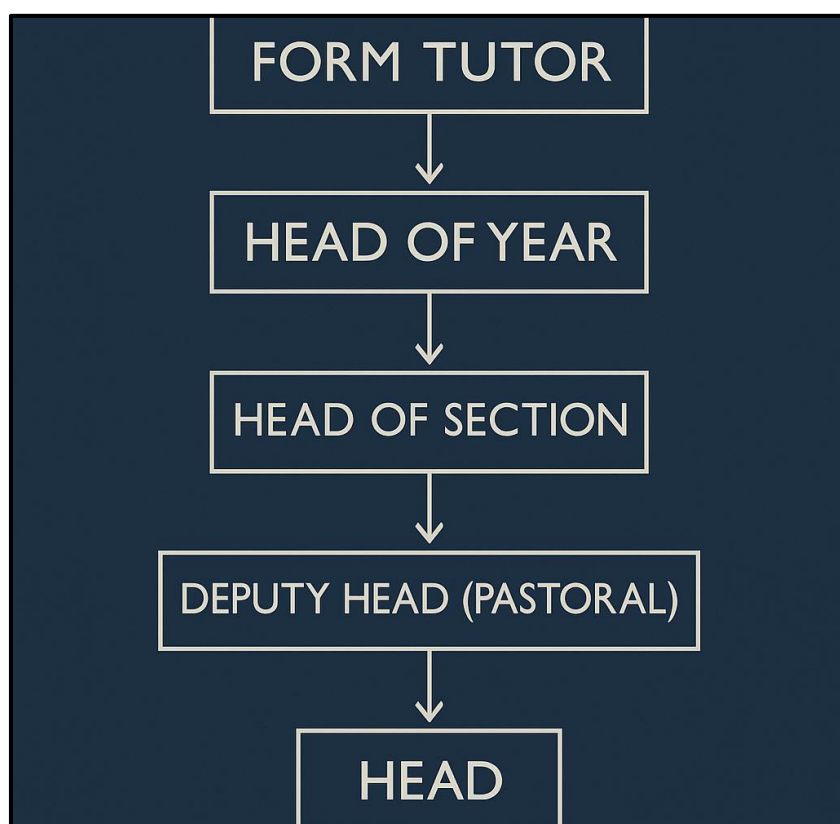 FORM TUTOR
HEAD OF YEAR
HEAD OF SECTION
DEPUTY HEAD (PASTORAL)
HEAD